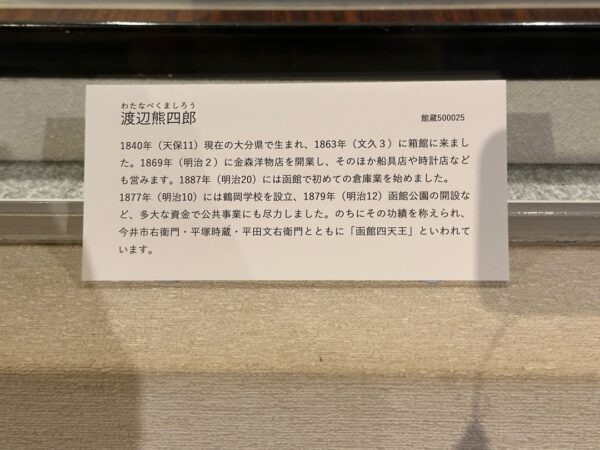 わたなべくましろう
渡辺熊四郎 館蔵500025
1840年（天保11）現在の大分県で生まれ、1863年（文久３）に箱館に来まし
た。1869年（明治２）に金森洋物店を開業し、そのほか船具店や時計店など
も営みます。1887年（明治20）には函館で初めての倉庫業を始めました。
1877年（明治10）には鶴岡学校を設立、1879年（明治12）函館公園の開設な
ど、多大な資金で公共事業にも尽力しました。のちにその功績を称えられ、
今井市右衛門・平塚時蔵・平田文右衛門とともに「函館四天王」といわれて
います。